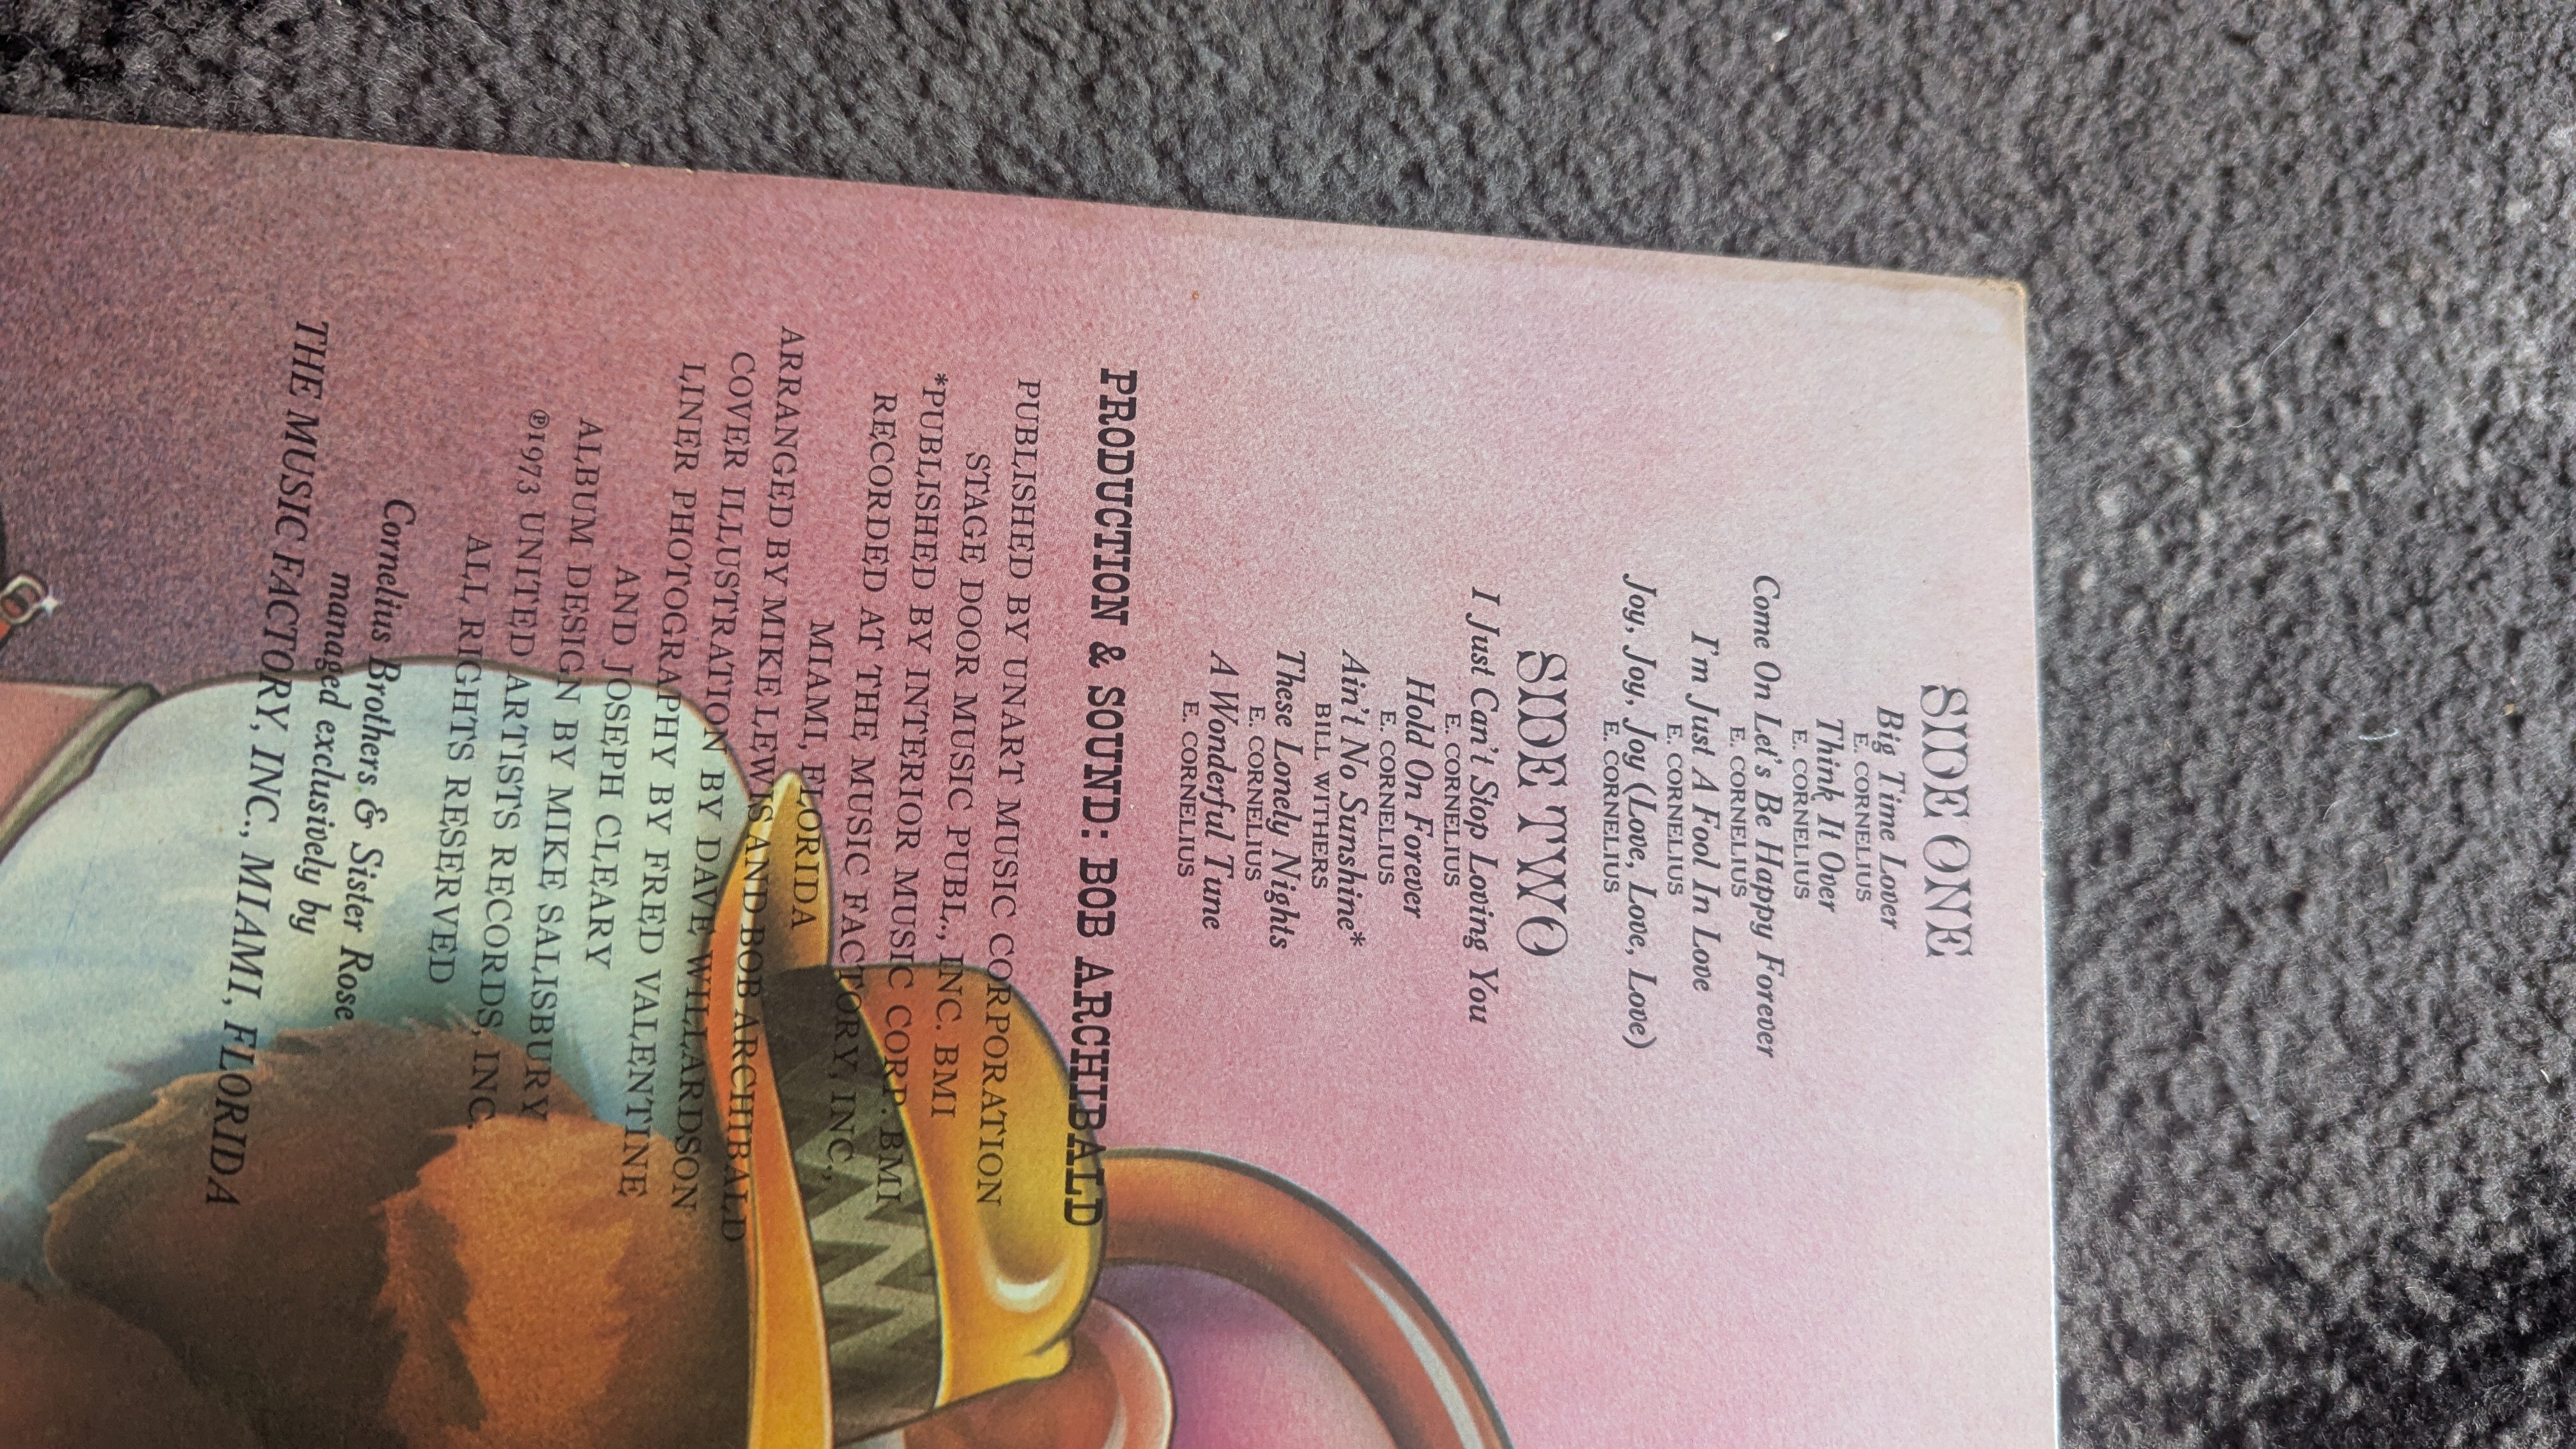 SIDE ONE
Big Time Lover
E. CORNELIUS
Think It Over
E. CORNELIUS
Come On Let's Be Happy Forever
E. CORNELIUS
I'm Just A Fool In Love
E. CORNELIUS
Joy, Joy, Joy (Love, Love, Love)
E. CORNELIUS
SIDE TWO
I Just Can't Stop Loving You
E. CORNELIUS
Hold On Forever
E. CORNELIUS
Ain't No Sunshine*
BILL WITHERS
These Lonely Nights
E. CORNELIUS
A Wonderful Tune
E. CORNELIUS
PRODUCTION & SOUND: BOB ARCHIBALD
PUBLISHED BY UNART MUSIC CORPORATION
STAGE DOOR MUSIC PUBL., INC. BMI
*PUBLISHED BY INTERIOR MUSIC CORP. BMI
RECORDED AT THE MUSIC FACTORY, INC.,
MIAMI, FLORIDA
ARRANGED BY MIKE LEWIS AND BOB ARCHIBALD
COVER ILLUSTRATION BY DAVE WILLARDSON
LINER PHOTOGRAPHY BY FRED VALENTINE
AND JOSEPH CLEARY
ALBUM DESIGN BY MIKE SALISBURY
℗1973 UNITED ARTISTS RECORDS, INC.
ALL RIGHTS RESERVED
Cornelius Brothers & Sister Rose
managed exclusively by
THE MUSIC FACTORY, INC., MIAMI, FLORIDA